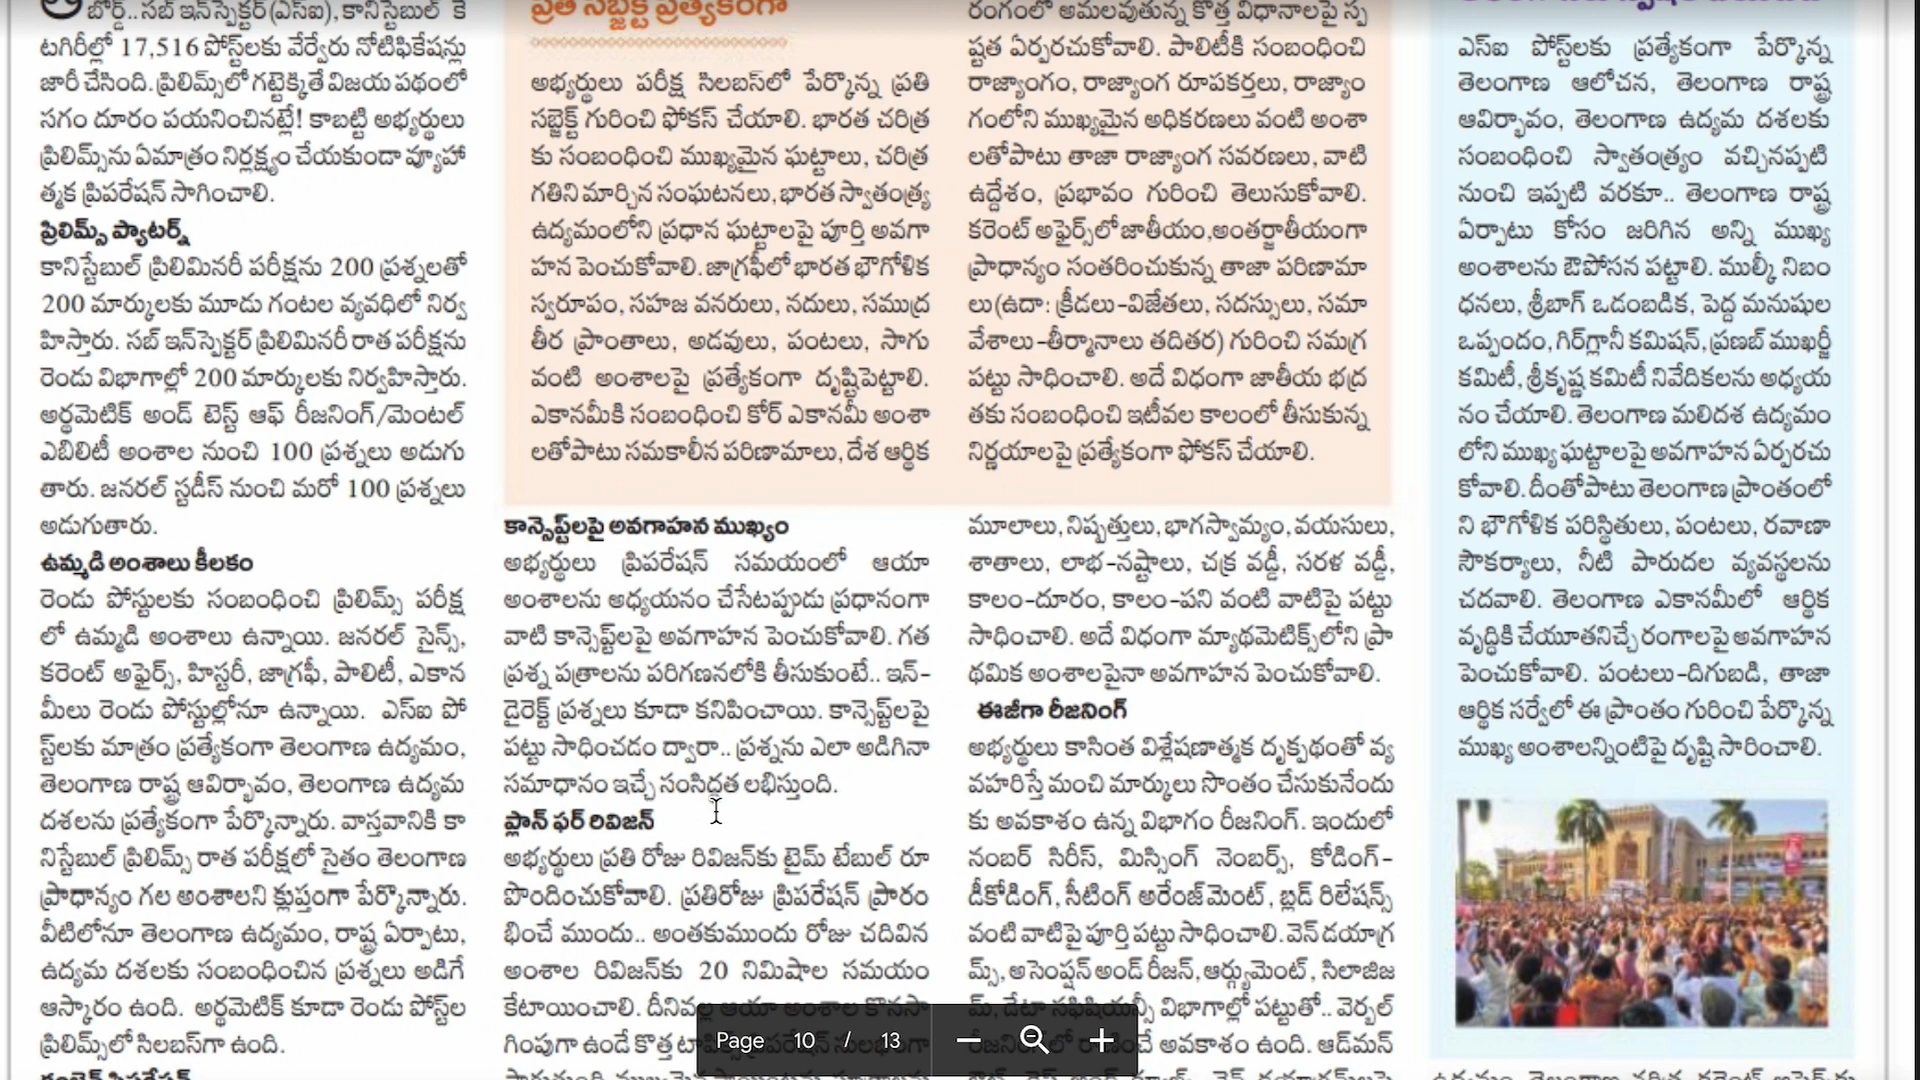 బోర్డ్.. సబ్ ఇన్‌స్పెక్టర్(ఎస్ఐ), కానిస్టేబుల్ కే
టగిరీల్లో 17,516 పోస్ట్‌లకు వేర్వేరు నోటిఫికేషన్లు
జారీ చేసింది. ప్రిలిమ్స్‌లో గట్టెక్కితే విజయ పథంలో
సగం దూరం పయనించినట్లే! కాబట్టి అభ్యర్థులు
ప్రిలిమ్స్‌ను ఏమాత్రం నిర్లక్ష్యం చేయకుండా వ్యూహా
త్మక ప్రిపరేషన్ సాగించాలి.
ప్రిలిమ్స్ ప్యాటర్న్
కానిస్టేబుల్ ప్రిలిమినరీ పరీక్షను 200 ప్రశ్నలతో
200 మార్కులకు మూడు గంటల వ్యవధిలో నిర్వ
హిస్తారు. సబ్ ఇన్‌స్పెక్టర్ ప్రిలిమినరీ రాత పరీక్షను
రెండు విభాగాల్లో 200 మార్కులకు నిర్వహిస్తారు.
అర్థమెటిక్ అండ్ టెస్ట్ ఆఫ్ రీజనింగ్/మెంటల్
ఎబిలిటీ అంశాల నుంచి 100 ప్రశ్నలు అడుగు
తారు. జనరల్ స్టడీస్ నుంచి మరో 100 ప్రశ్నలు
అడుగుతారు.
ఉమ్మడి అంశాలు కీలకం
రెండు పోస్టులకు సంబంధించి ప్రిలిమ్స్ పరీక్ష
లో ఉమ్మడి అంశాలు ఉన్నాయి. జనరల్ సైన్స్,
కరెంట్ అఫైర్స్, హిస్టరీ, జాగ్రఫీ, పాలిటీ, ఎకాన
మీలు రెండు పోస్టుల్లోనూ ఉన్నాయి. ఎస్ఐ పో
స్ట్‌లకు మాత్రం ప్రత్యేకంగా తెలంగాణ ఉద్యమం,
తెలంగాణ రాష్ట్ర ఆవిర్భావం, తెలంగాణ ఉద్యమ
దశలను ప్రత్యేకంగా పేర్కొన్నారు. వాస్తవానికి కా
నిస్టేబుల్ ప్రిలిమ్స్ రాత పరీక్షలో సైతం తెలంగాణ
ప్రాధాన్యం గల అంశాలని క్లుప్తంగా పేర్కొన్నారు.
వీటిలోనూ తెలంగాణ ఉద్యమం, రాష్ట్ర ఏర్పాటు,
ఉద్యమ దశలకు సంబంధించిన ప్రశ్నలు అడిగే
ఆస్కారం ఉంది. అర్థమెటిక్ కూడా రెండు పోస్ట్‌ల
ప్రిలిమ్స్‌లో సిలబస్‌గా ఉంది.
ప్రతి సబ్జెక్ట్ ప్రత్యేకంగా
అభ్యర్థులు పరీక్ష సిలబస్‌లో పేర్కొన్న ప్రతి
సబ్జెక్ట్ గురించి ఫోకస్ చేయాలి. భారత చరిత్ర
కు సంబంధించి ముఖ్యమైన ఘట్టాలు, చరిత్ర
గతిని మార్చిన సంఘటనలు, భారత స్వాతంత్ర్య
ఉద్యమంలోని ప్రధాన ఘట్టాలపై పూర్తి అవగా
హన పెంచుకోవాలి. జాగ్రఫీలో భారత భౌగోళిక
స్వరూపం, సహజ వనరులు, నదులు, సముద్ర
తీర ప్రాంతాలు, అడవులు, పంటలు, సాగు
వంటి అంశాలపై ప్రత్యేకంగా దృష్టిపెట్టాలి.
ఎకానమీకి సంబంధించి కోర్ ఎకానమీ అంశా
లతోపాటు సమకాలీన పరిణామాలు, దేశ ఆర్థిక
రంగంలో అమలవుతున్న కొత్త విధానాలపై స్ప
ష్టత ఏర్పరచుకోవాలి. పాలిటీకి సంబంధించి
రాజ్యాంగం, రాజ్యాంగ రూపకర్తలు, రాజ్యాం
గంలోని ముఖ్యమైన అధికరణలు వంటి అంశా
లతోపాటు తాజా రాజ్యాంగ సవరణలు, వాటి
ఉద్దేశం, ప్రభావం గురించి తెలుసుకోవాలి.
కరెంట్ అఫైర్స్‌లో జాతీయం,అంతర్జాతీయంగా
ప్రాధాన్యం సంతరించుకున్న తాజా పరిణామా
లు(ఉదా: క్రీడలు-విజేతలు, సదస్సులు, సమా
వేశాలు-తీర్మానాలు తదితర) గురించి సమగ్ర
పట్టు సాధించాలి. అదే విధంగా జాతీయ భద్ర
తకు సంబంధించి ఇటీవల కాలంలో తీసుకున్న
నిర్ణయాలపై ప్రత్యేకంగా ఫోకస్ చేయాలి.
కాన్సెప్ట్‌లపై అవగాహన ముఖ్యం
అభ్యర్థులు ప్రిపరేషన్ సమయంలో ఆయా
అంశాలను అధ్యయనం చేసేటప్పుడు ప్రధానంగా
వాటి కాన్సెప్ట్‌లపై అవగాహన పెంచుకోవాలి. గత
ప్రశ్న పత్రాలను పరిగణనలోకి తీసుకుంటే.. ఇన్-
డైరెక్ట్ ప్రశ్నలు కూడా కనిపించాయి. కాన్సెప్ట్‌లపై
పట్టు సాధించడం ద్వారా.. ప్రశ్నను ఎలా అడిగినా
సమాధానం ఇచ్చే సంసిద్ధత లభిస్తుంది.
ప్లాన్ ఫర్ రివిజన్
అభ్యర్థులు ప్రతి రోజు రివిజన్‌కు టైమ్ టేబుల్ రూ
పొందించుకోవాలి. ప్రతిరోజు ప్రిపరేషన్ ప్రారం
భించే ముందు.. అంతకుముందు రోజు చదివిన
అంశాల రివిజన్‌కు 20 నిమిషాల సమయం
కేటాయించాలి. దీనివల్ల ఆయా అంశాల కొనసా
గింపుగా ఉండే కొత్త టాపిక్స్ ప్రిపరేషన్ సులభంగా
మూలాలు, నిష్పత్తులు, భాగస్వామ్యం, వయసులు,
శాతాలు, లాభ-నష్టాలు, చక్ర వడ్డీ, సరళ వడ్డీ,
కాలం-దూరం, కాలం-పని వంటి వాటిపై పట్టు
సాధించాలి. అదే విధంగా మ్యాథమెటిక్స్‌లోని ప్రా
థమిక అంశాలపైనా అవగాహన పెంచుకోవాలి.
ఈజీగా రీజనింగ్
అభ్యర్థులు కాసింత విశ్లేషణాత్మక దృక్పథంతో వ్య
వహరిస్తే మంచి మార్కులు సొంతం చేసుకునేందు
కు అవకాశం ఉన్న విభాగం రీజనింగ్. ఇందులో
నంబర్ సిరీస్, మిస్సింగ్ నెంబర్స్, కోడింగ్-
డీకోడింగ్, సీటింగ్ అరేంజ్‌మెంట్, బ్లడ్ రిలేషన్స్
వంటి వాటిపై పూర్తి పట్టు సాధించాలి. వెన్ డయాగ్ర
మ్స్, అసెంప్షన్ అండ్ రీజన్, ఆర్గ్యుమెంట్, సిలాజిజ
మ్, డేటా సఫిషియన్సీ విభాగాల్లో పట్టుతో.. వెర్బల్
రీజనింగ్‌లో రాణించే అవకాశం ఉంది. ఆడ్‌మన్
ఎస్ఐ పోస్ట్‌లకు ప్రత్యేకంగా పేర్కొన్న
తెలంగాణ ఆలోచన, తెలంగాణ రాష్ట్ర
ఆవిర్భావం, తెలంగాణ ఉద్యమ దశలకు
సంబంధించి స్వాతంత్ర్యం వచ్చినప్పటి
నుంచి ఇప్పటి వరకూ.. తెలంగాణ రాష్ట్ర
ఏర్పాటు కోసం జరిగిన అన్ని ముఖ్య
అంశాలను ఔపోసన పట్టాలి. ముల్కీ నిబం
ధనలు, శ్రీబాగ్ ఒడంబడిక, పెద్ద మనుషుల
ఒప్పందం, గిర్‌గ్లానీ కమిషన్, ప్రణబ్ ముఖర్జీ
కమిటీ, శ్రీకృష్ణ కమిటీ నివేదికలను అధ్యయ
నం చేయాలి. తెలంగాణ మలిదశ ఉద్యమం
లోని ముఖ్య ఘట్టాలపై అవగాహన ఏర్పరచు
కోవాలి. దీంతోపాటు తెలంగాణ ప్రాంతంలో
ని భౌగోళిక పరిస్థితులు, పంటలు, రవాణా
సౌకర్యాలు, నీటి పారుదల వ్యవస్థలను
చదవాలి. తెలంగాణ ఎకానమీలో ఆర్థిక
వృద్ధికి చేయూతనిచ్చే రంగాలపై అవగాహన
పెంచుకోవాలి. పంటలు-దిగుబడి, తాజా
ఆర్థిక సర్వేలో ఈ ప్రాంతం గురించి పేర్కొన్న
ముఖ్య అంశాలన్నింటిపై దృష్టి సారించాలి.
Page 10 / 13